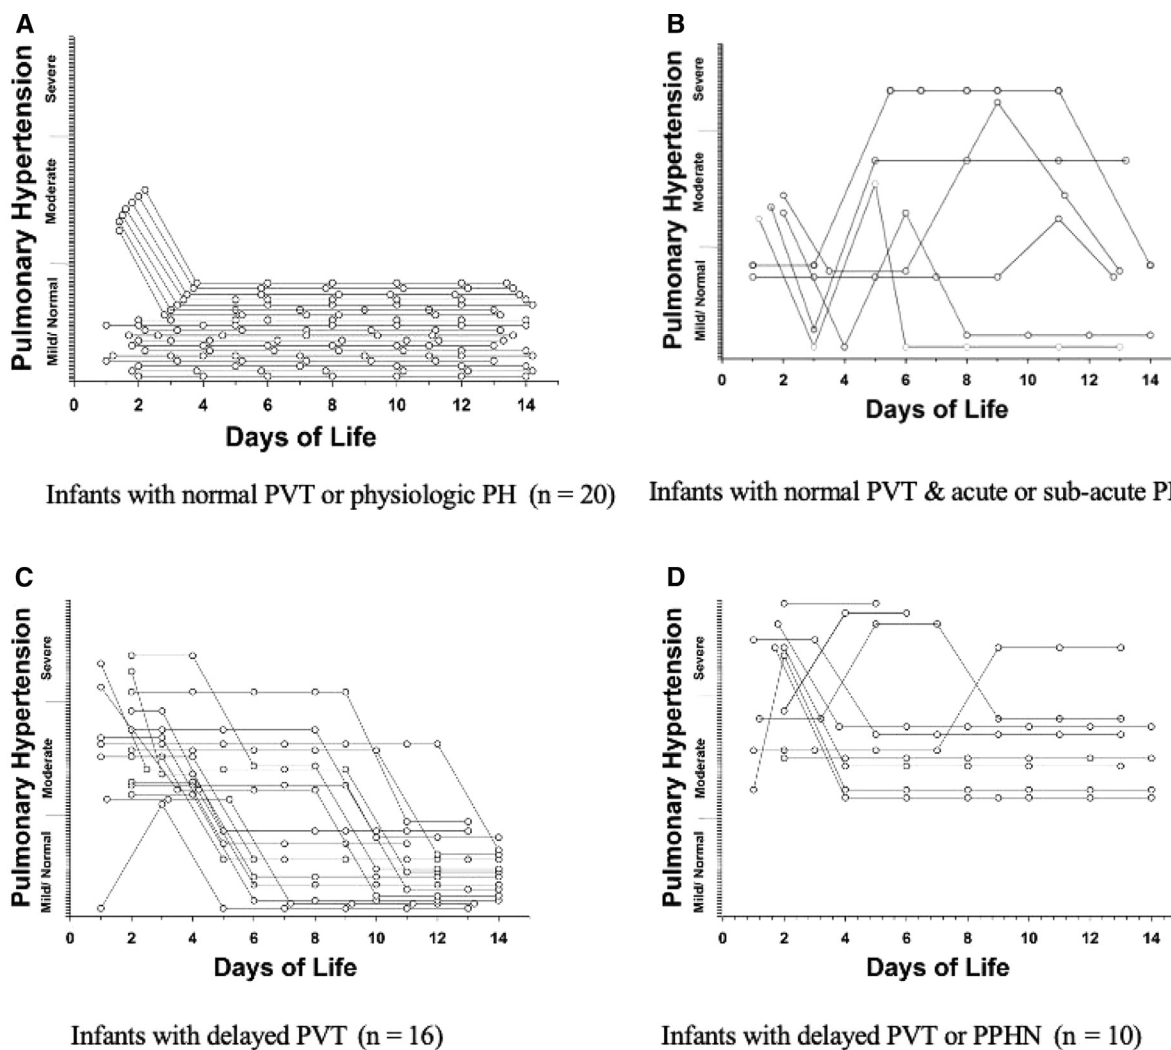 A
Pulmonary Hypertension
Severe
Moderate
Mild/ Normal
0 2 4 6 8 10 12 14
Days of Life
Infants with normal PVT or physiologic PH (n = 20)
B
Pulmonary Hypertension
Severe
Moderate
Mild/ Normal
0 2 4 6 8 10 12 14
Days of Life
Infants with normal PVT & acute or sub-acute
C
Pulmonary Hypertension
Severe
Moderate
Mild/ Normal
0 2 4 6 8 10 12 14
Days of Life
Infants with delayed PVT (n = 16)
D
Pulmonary Hypertension
Severe
Moderate
Mild/ Normal
0 2 4 6 8 10 12 14
Days of Life
Infants with delayed PVT or PPHN (n = 10)